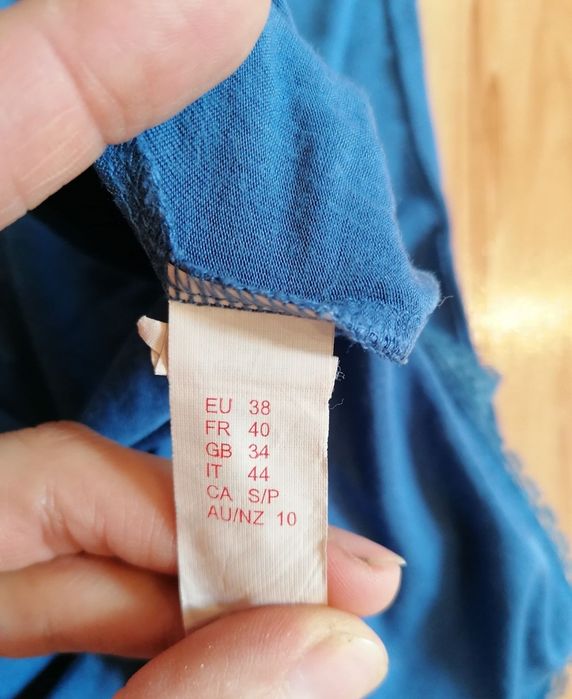 EU 38
FR 40
GB 34
IT 44
CA S/P
AU/NZ 10